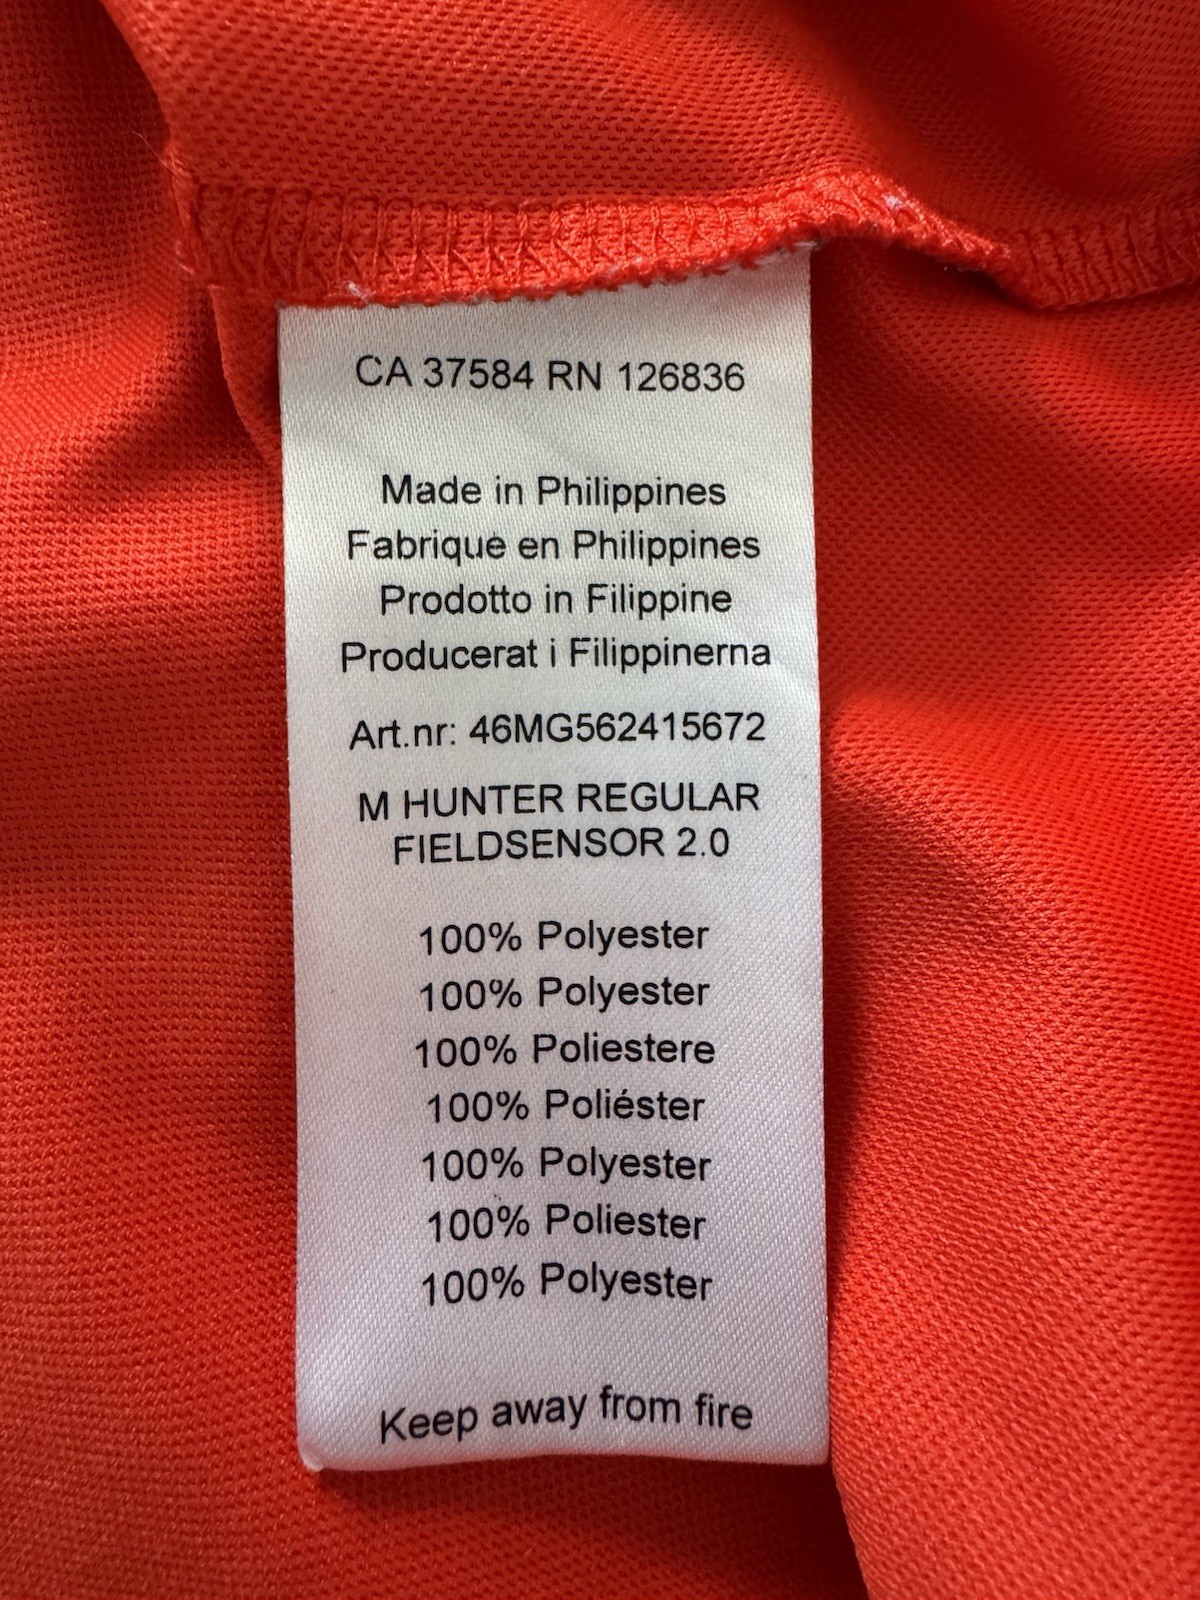 CA 37584 RN 126836
Made in Philippines
Fabrique en Philippines
Prodotto in Filippine
Producerat i Filippinerna
Art.nr: 46MG562415672
M HUNTER REGULAR
FIELDSENSOR 2.0
100% Polyester
100% Polyester
100% Poliestere
100% Poliéster
100% Polyester
100% Poliester
100% Polyester
Keep away from fire